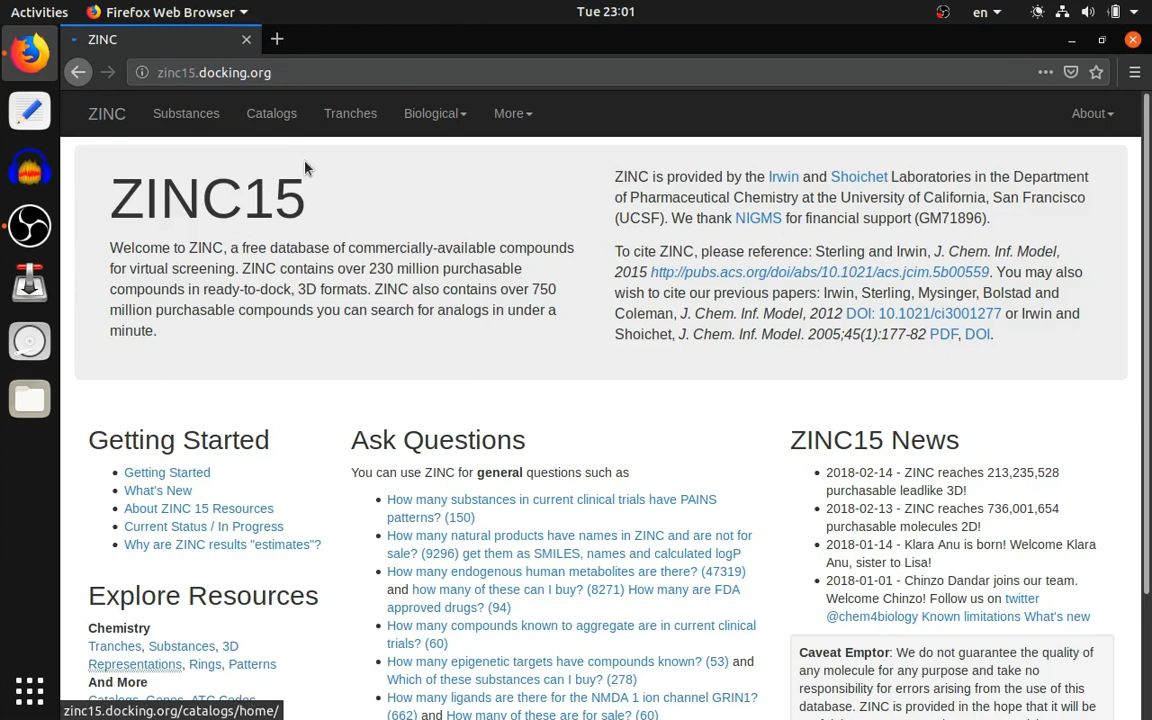 Activities Firefox Web Browser Tue 23:01 en
ZINC
zinc15.docking.org
ZINC Substances Catalogs Tranches Biological More About
ZINC15
Welcome to ZINC, a free database of commercially-available compounds
for virtual screening. ZINC contains over 230 million purchasable
compounds in ready-to-dock, 3D formats. ZINC also contains over 750
million purchasable compounds you can search for analogs in under a
minute.
ZINC is provided by the Irwin and Shoichet Laboratories in the Department
of Pharmaceutical Chemistry at the University of California, San Francisco
(UCSF). We thank NIGMS for financial support (GM71896).
To cite ZINC, please reference: Sterling and Irwin, J. Chem. Inf. Model,
2015 http://pubs.acs.org/doi/abs/10.1021/acs.jcim.5b00559. You may also
wish to cite our previous papers: Irwin, Sterling, Mysinger, Bolstad and
Coleman, J. Chem. Inf. Model, 2012 DOI: 10.1021/ci3001277 or Irwin and
Shoichet, J. Chem. Inf. Model. 2005;45(1):177-82 PDF, DOI.
Getting Started
Getting Started
What's New
About ZINC 15 Resources
Current Status / In Progress
Why are ZINC results "estimates"?
Explore Resources
Chemistry
Tranches, Substances, 3D
Representations, Rings, Patterns
And More
Catalogs, Genes, ATC Codes
zinc15.docking.org/catalogs/home/
Ask Questions
You can use ZINC for general questions such as
How many substances in current clinical trials have PAINS
patterns? (150)
How many natural products have names in ZINC and are not for
sale? (9296) get them as SMILES, names and calculated logP
How many endogenous human metabolites are there? (47319)
and how many of these can I buy? (8271) How many are FDA
approved drugs? (94)
How many compounds known to aggregate are in current clinical
trials? (60)
How many epigenetic targets have compounds known? (53) and
Which of these substances can I buy? (278)
How many ligands are there for the NMDA 1 ion channel GRIN1?
(662) and How many of these are for sale? (60)
ZINC15 News
2018-02-14 - ZINC reaches 213,235,528
purchasable leadlike 3D!
2018-02-13 - ZINC reaches 736,001,654
purchasable molecules 2D!
2018-01-14 - Klara Anu is born! Welcome Klara
Anu, sister to Lisa!
2018-01-01 - Chinzo Dandar joins our team.
Welcome Chinzo! Follow us on twitter
@chem4biology Known limitations What's new
Caveat Emptor: We do not guarantee the quality of
any molecule for any purpose and take no
responsibility for errors arising from the use of this
database. ZINC is provided in the hope that it will be